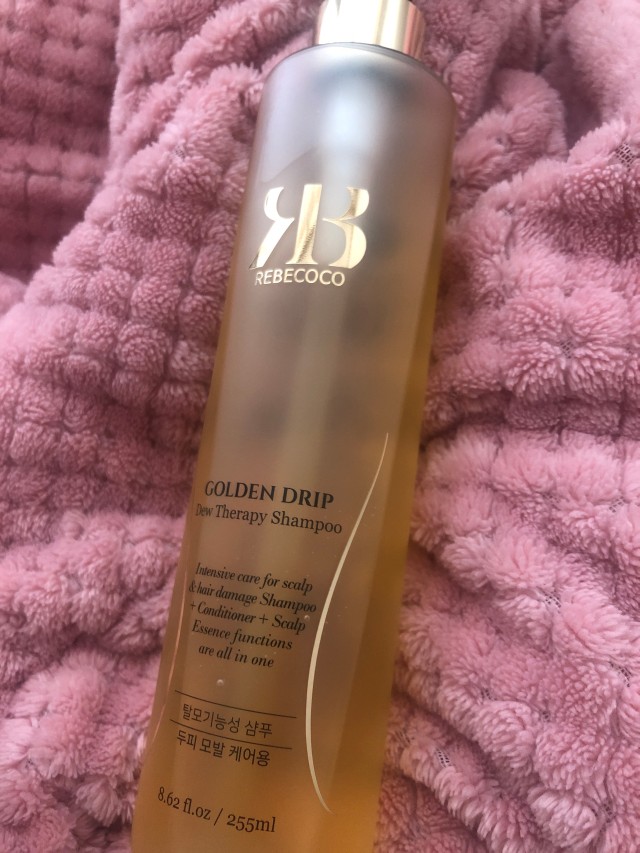 RB
REBECOCO
GOLDEN DRIP
Dew Therapy Shampoo
Intensive care for scalp
& hair damage Shampoo
+ Conditioner + Scalp
Essence functions
are all in one
탈모기능성 샴푸
두피 모발 케어용
8.62 fl.oz / 255ml